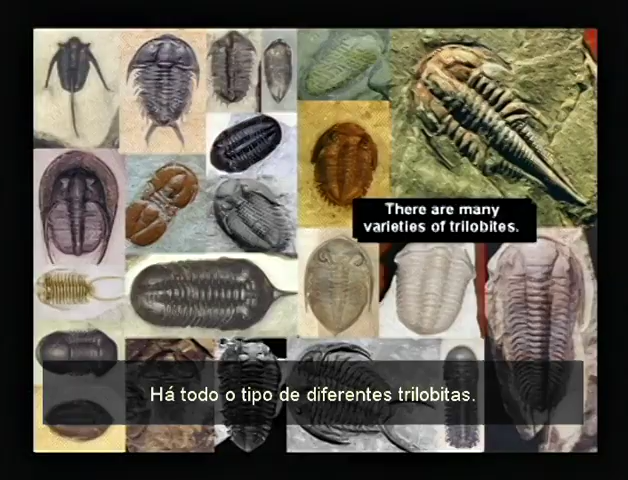 There are many
varieties of trilobites.
Há todo o tipo de diferentes trilobitas.